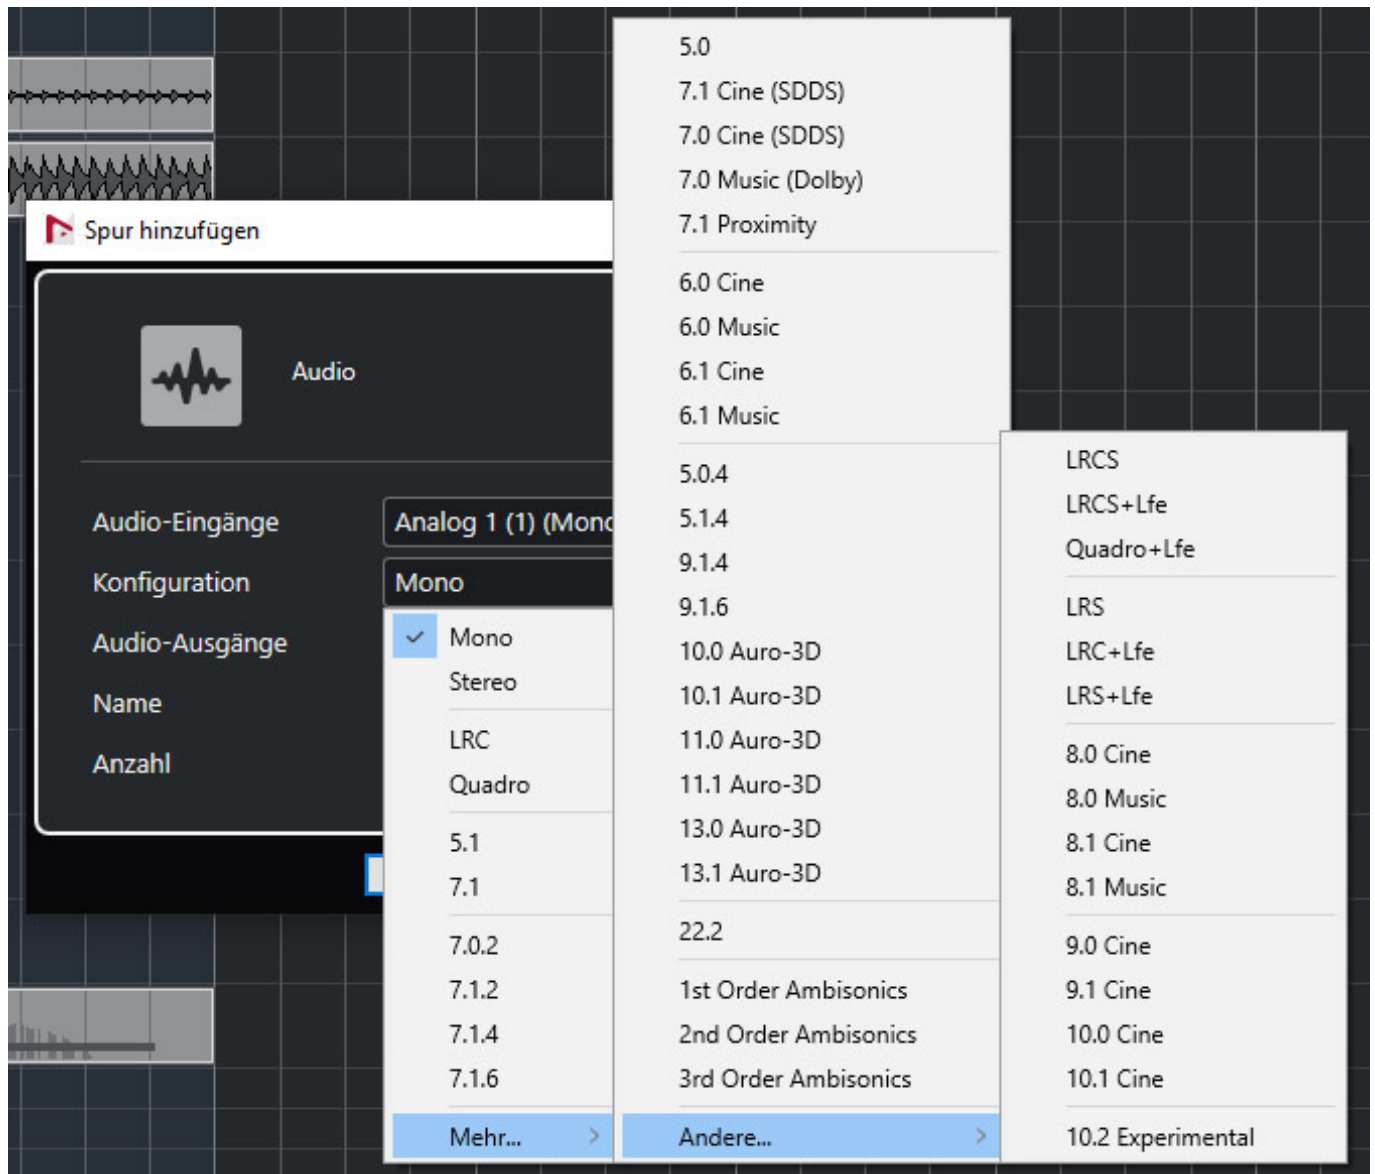 Spur hinzufügen
Audio
Audio-Eingänge
Analog 1 (1) (Mono
Konfiguration
Mono
Audio-Ausgänge
Name
Anzahl
Mono
Stereo
LRC
Quadro
5.1
7.1
7.0.2
7.1.2
7.1.4
7.1.6
Mehr...
5.0
7.1 Cine (SDDS)
7.0 Cine (SDDS)
7.0 Music (Dolby)
7.1 Proximity
6.0 Cine
6.0 Music
6.1 Cine
6.1 Music
5.0.4
5.1.4
9.1.4
9.1.6
10.0 Auro-3D
10.1 Auro-3D
11.0 Auro-3D
11.1 Auro-3D
13.0 Auro-3D
13.1 Auro-3D
22.2
1st Order Ambisonics
2nd Order Ambisonics
3rd Order Ambisonics
Andere...
LRCS
LRCS+Lfe
Quadro+Lfe
LRS
LRC+Lfe
LRS+Lfe
8.0 Cine
8.0 Music
8.1 Cine
8.1 Music
9.0 Cine
9.1 Cine
10.0 Cine
10.1 Cine
10.2 Experimental